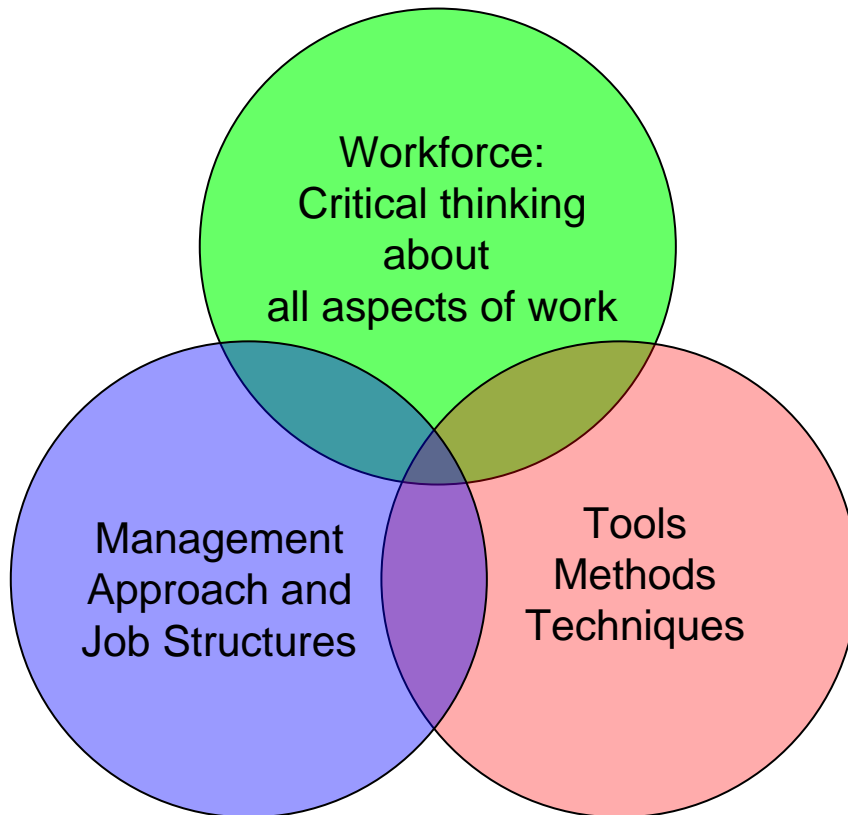 Workforce:
Critical thinking
about
all aspects of work
Management
Approach and
Job Structures
Tools
Methods
Techniques